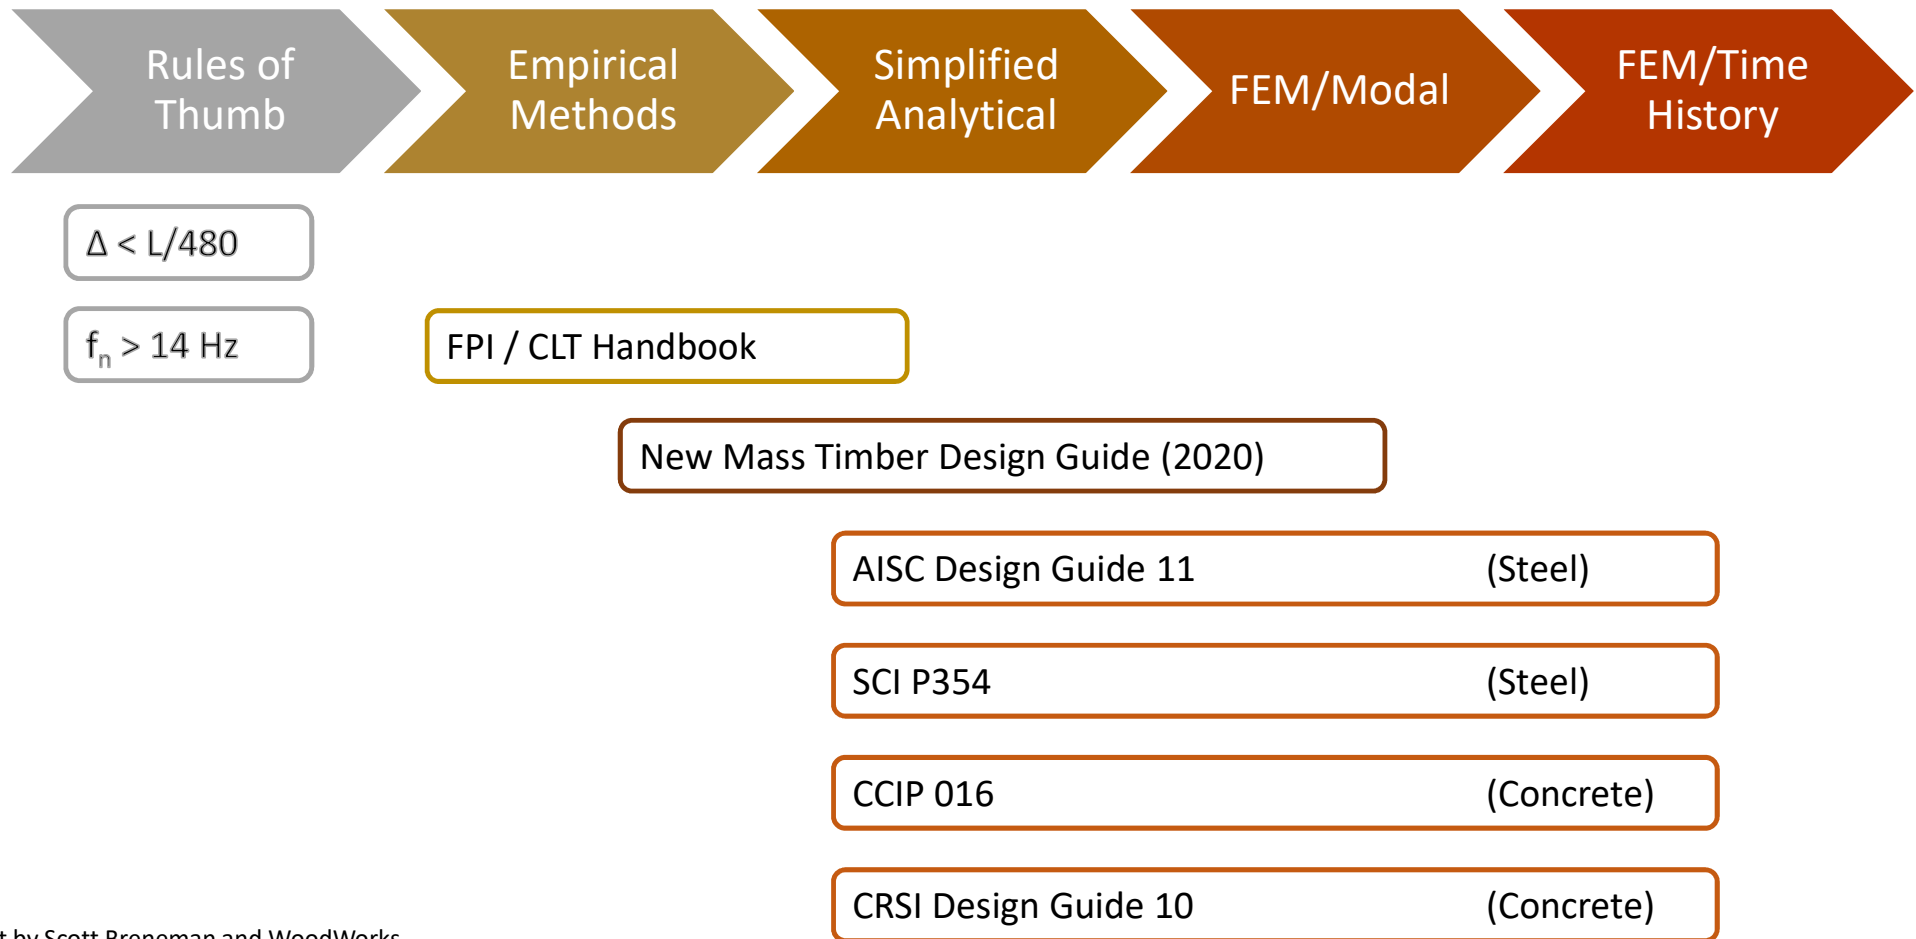 Rules of
Thumb
Empirical
Methods
Simplified
Analytical
FEM/Modal
FEM/Time
History
Δ < L/480
fₙ > 14 Hz
FPI / CLT Handbook
New Mass Timber Design Guide (2020)
AISC Design Guide 11 (Steel)
SCI P354 (Steel)
CCIP 016 (Concrete)
CRSI Design Guide 10 (Concrete)
by Scott Breneman and WoodWorks